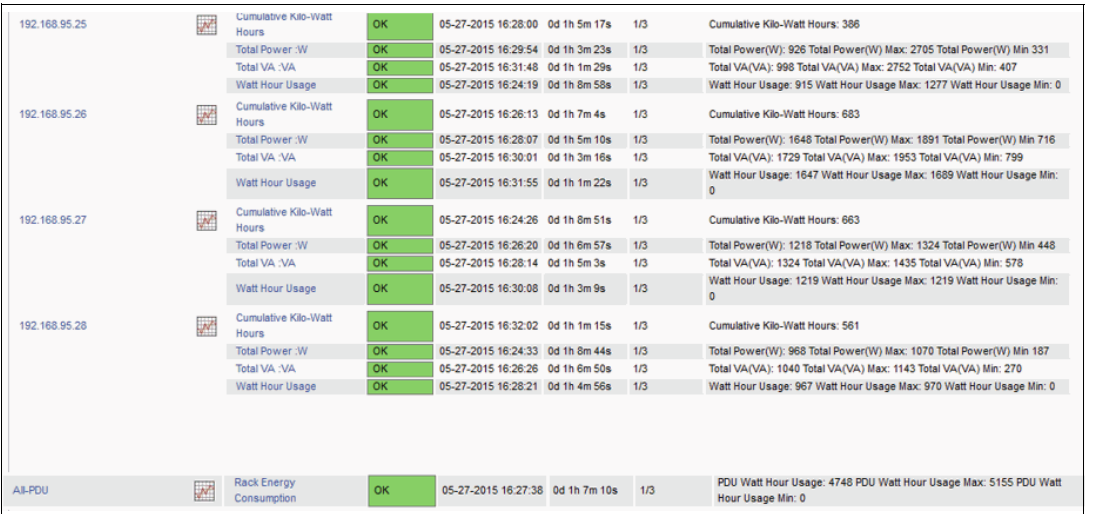 192.168.95.25 Cumulative Kilo-Watt Hours OK 05-27-2015 16:28:00 0d 1h 5m 17s 1/3 Cumulative Kilo-Watt Hours: 386
Total Power :W OK 05-27-2015 16:29:54 0d 1h 3m 23s 1/3 Total Power(W): 926 Total Power(W) Max: 2705 Total Power(W) Min 331
Total VA :VA OK 05-27-2015 16:31:48 0d 1h 1m 29s 1/3 Total VA(VA): 998 Total VA(VA) Max: 2752 Total VA(VA) Min: 407
Watt Hour Usage OK 05-27-2015 16:24:19 0d 1h 8m 58s 1/3 Watt Hour Usage: 915 Watt Hour Usage Max: 1277 Watt Hour Usage Min: 0
192.168.95.26 Cumulative Kilo-Watt Hours OK 05-27-2015 16:26:13 0d 1h 7m 4s 1/3 Cumulative Kilo-Watt Hours: 683
Total Power :W OK 05-27-2015 16:28:07 0d 1h 5m 10s 1/3 Total Power(W): 1648 Total Power(W) Max: 1891 Total Power(W) Min 716
Total VA :VA OK 05-27-2015 16:30:01 0d 1h 3m 16s 1/3 Total VA(VA): 1729 Total VA(VA) Max: 1953 Total VA(VA) Min: 799
Watt Hour Usage OK 05-27-2015 16:31:55 0d 1h 1m 22s 1/3 Watt Hour Usage: 1647 Watt Hour Usage Max: 1689 Watt Hour Usage Min: 0
192.168.95.27 Cumulative Kilo-Watt Hours OK 05-27-2015 16:24:26 0d 1h 8m 51s 1/3 Cumulative Kilo-Watt Hours: 663
Total Power :W OK 05-27-2015 16:26:20 0d 1h 6m 57s 1/3 Total Power(W): 1218 Total Power(W) Max: 1324 Total Power(W) Min 448
Total VA :VA OK 05-27-2015 16:28:14 0d 1h 5m 3s 1/3 Total VA(VA): 1324 Total VA(VA) Max: 1435 Total VA(VA) Min: 578
Watt Hour Usage OK 05-27-2015 16:30:08 0d 1h 3m 9s 1/3 Watt Hour Usage: 1219 Watt Hour Usage Max: 1219 Watt Hour Usage Min: 0
192.168.95.28 Cumulative Kilo-Watt Hours OK 05-27-2015 16:32:02 0d 1h 1m 15s 1/3 Cumulative Kilo-Watt Hours: 561
Total Power :W OK 05-27-2015 16:24:33 0d 1h 8m 44s 1/3 Total Power(W): 968 Total Power(W) Max: 1070 Total Power(W) Min 187
Total VA :VA OK 05-27-2015 16:26:26 0d 1h 6m 50s 1/3 Total VA(VA): 1040 Total VA(VA) Max: 1143 Total VA(VA) Min: 270
Watt Hour Usage OK 05-27-2015 16:28:21 0d 1h 4m 56s 1/3 Watt Hour Usage: 967 Watt Hour Usage Max: 970 Watt Hour Usage Min: 0
All-PDU Rack Energy Consumption OK 05-27-2015 16:27:38 0d 1h 7m 10s 1/3 PDU Watt Hour Usage: 4748 PDU Watt Hour Usage Max: 5155 PDU Watt Hour Usage Min: 0